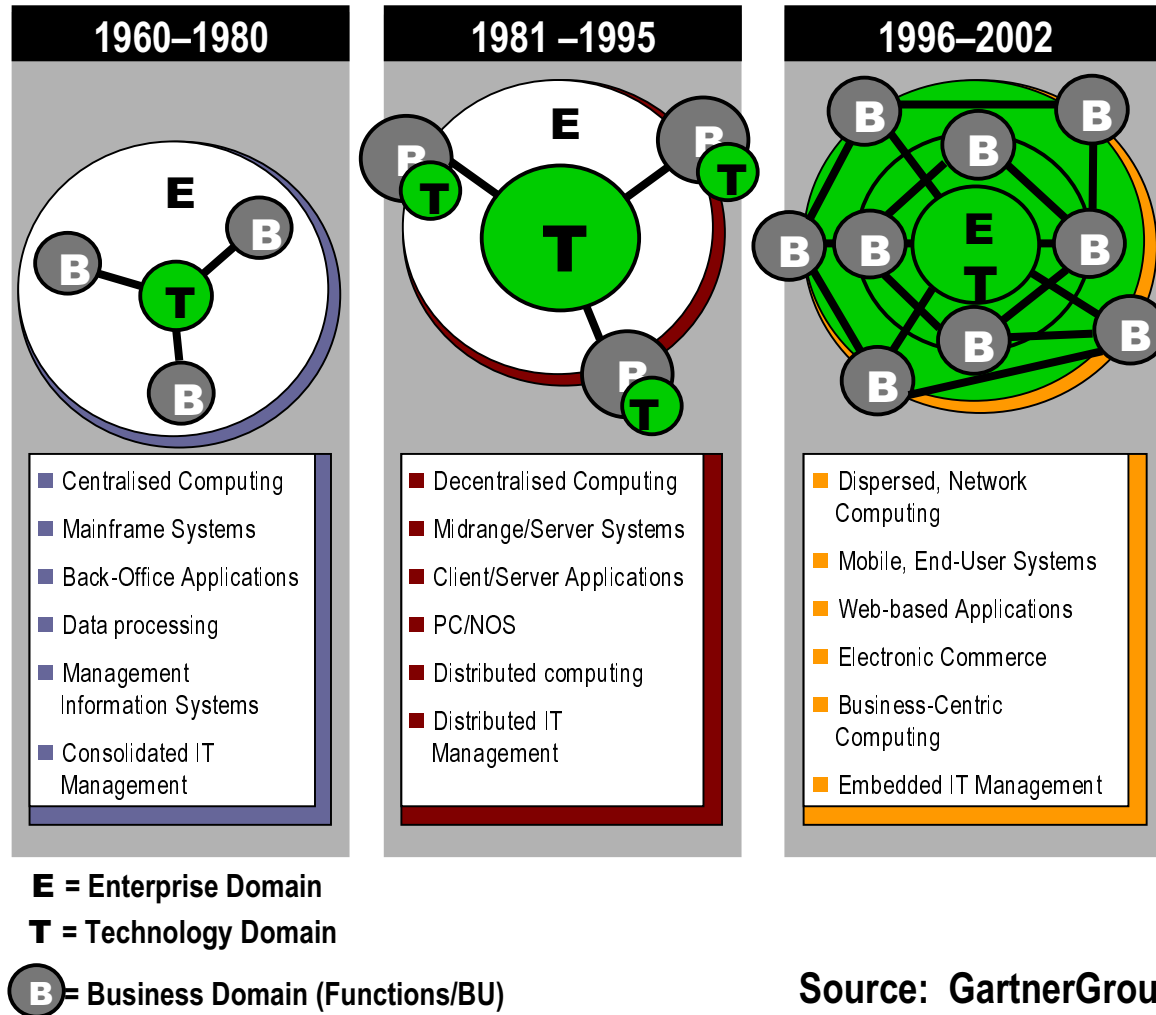 1960–1980
1981 –1995
1996–2002
E
B
B
T
B
E
B
T
B
T
T
B
T
B
B
B
E
B
B
B
T
B
B
B
Centralised Computing
Mainframe Systems
Back-Office Applications
Data processing
Management
Information Systems
Consolidated IT
Management
Decentralised Computing
Midrange/Server Systems
Client/Server Applications
PC/NOS
Distributed computing
Distributed IT
Management
Dispersed, Network
Computing
Mobile, End-User Systems
Web-based Applications
Electronic Commerce
Business-Centric
Computing
Embedded IT Management
E = Enterprise Domain
T = Technology Domain
B = Business Domain (Functions/BU)
Source: GartnerGrou